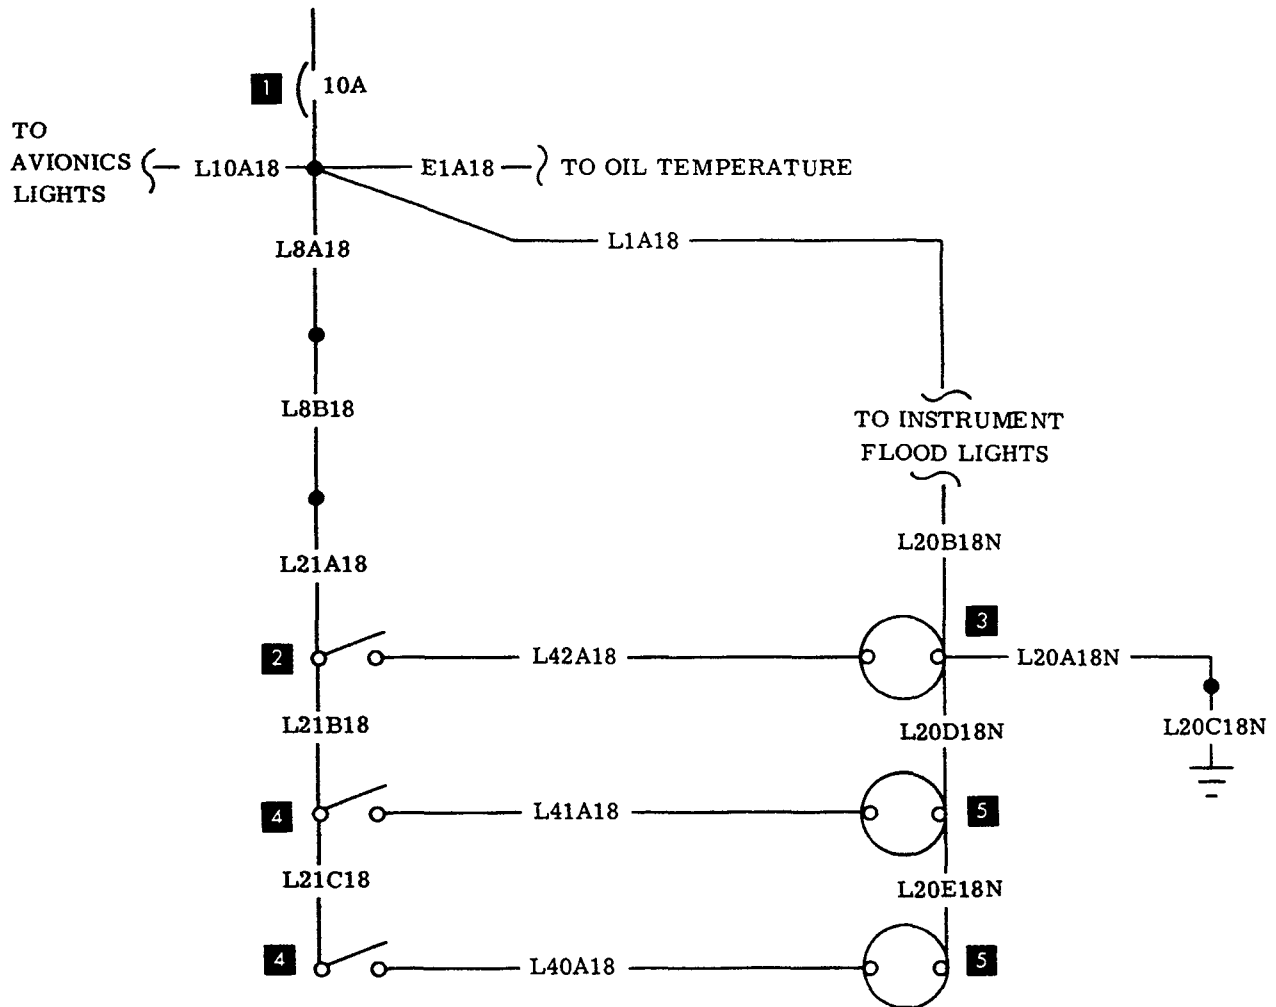 1
10A
TO
AVIONICS
LIGHTS
L10A18
E1A18
TO OIL TEMPERATURE
L8A18
L1A18
L8B18
TO INSTRUMENT
FLOOD LIGHTS
L21A18
L20B18N
3
2
L42A18
L20A18N
L21B18
L20D18N
L20C18N
4
L41A18
5
L21C18
L20E18N
4
L40A18
5